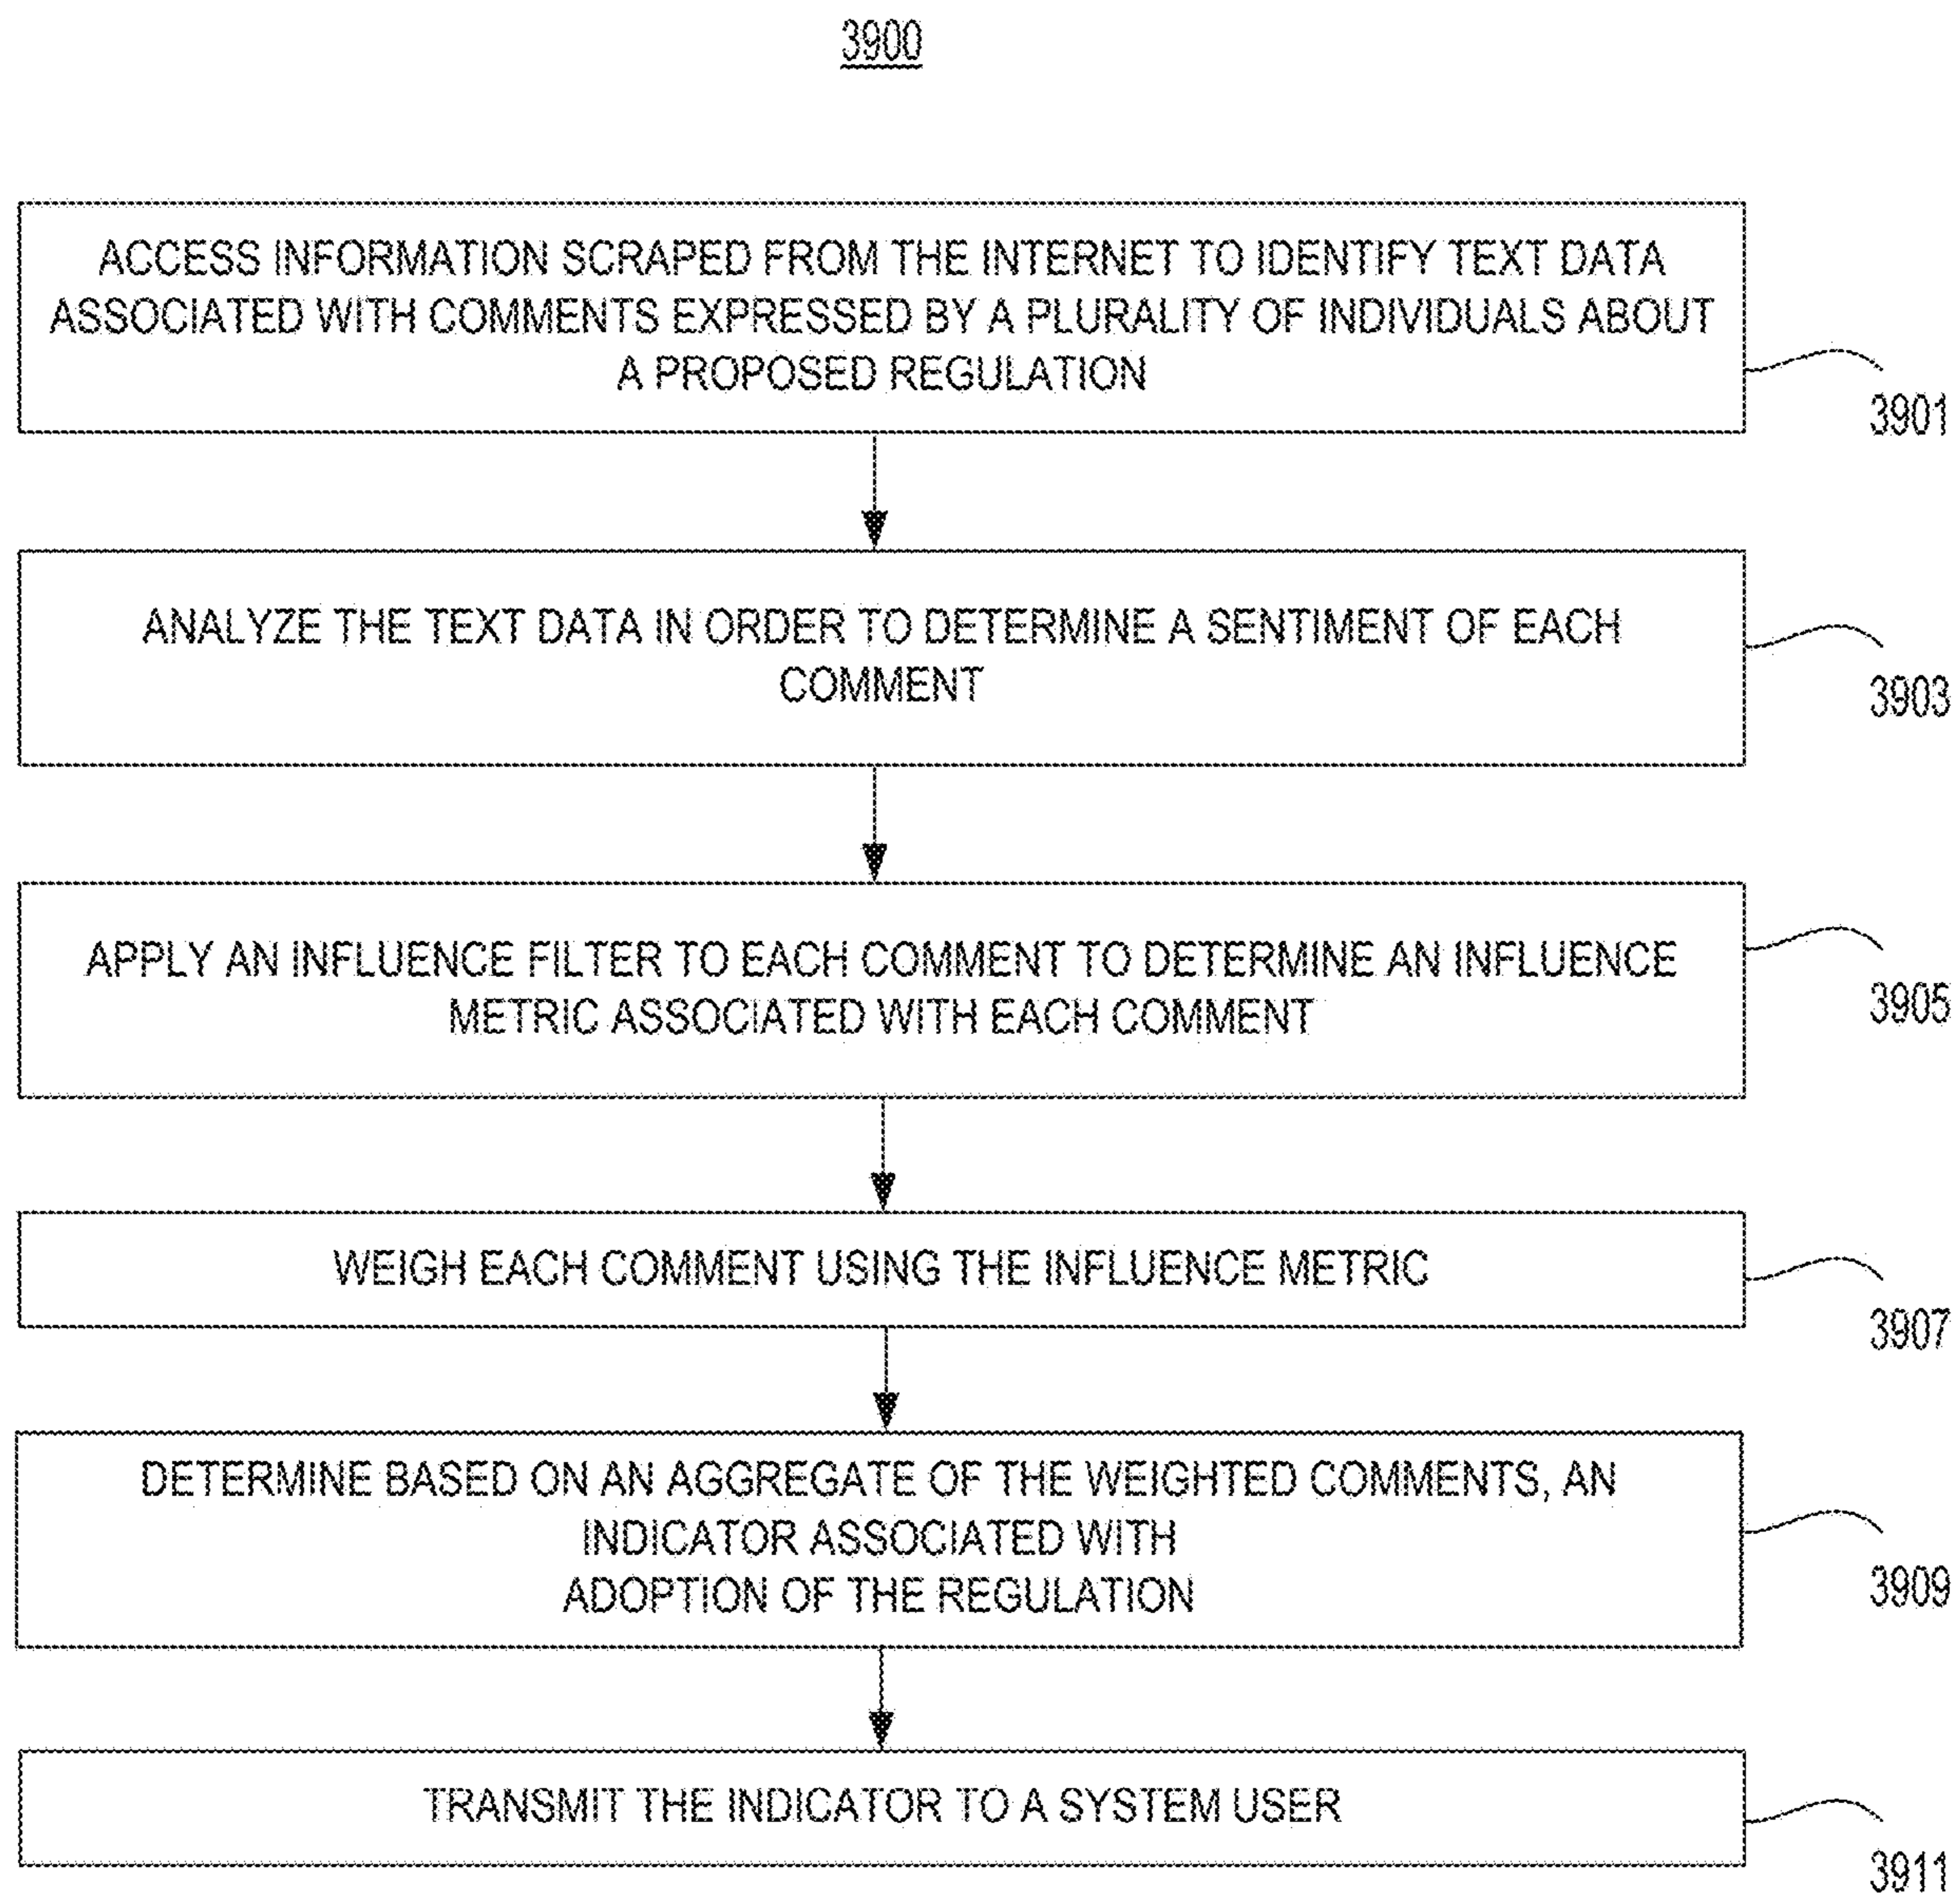 3900
ACCESS INFORMATION SCRAPED FROM THE INTERNET TO IDENTIFY TEXT DATA
ASSOCIATED WITH COMMENTS EXPRESSED BY A PLURALITY OF INDIVIDUALS ABOUT
A PROPOSED REGULATION
3901
ANALYZE THE TEXT DATA IN ORDER TO DETERMINE A SENTIMENT OF EACH
COMMENT
3903
APPLY AN INFLUENCE FILTER TO EACH COMMENT TO DETERMINE AN INFLUENCE
METRIC ASSOCIATED WITH EACH COMMENT
3905
WEIGH EACH COMMENT USING THE INFLUENCE METRIC
3907
DETERMINE BASED ON AN AGGREGATE OF THE WEIGHTED COMMENTS, AN
INDICATOR ASSOCIATED WITH
ADOPTION OF THE REGULATION
3909
TRANSMIT THE INDICATOR TO A SYSTEM USER
3911